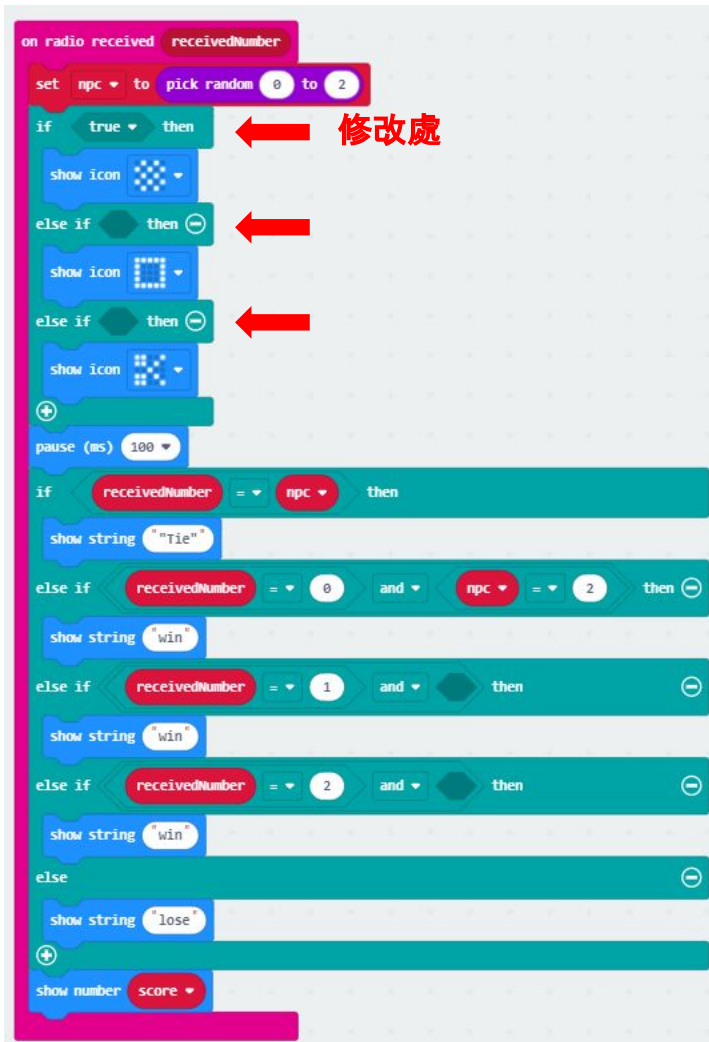 on radio received receivedNumber
set npc to pick random 0 to 2
if true then
修改處
show icon
else if then
show icon
else if then
show icon
pause (ms) 100
if receivedNumber = npc then
show string ""Tie""
else if receivedNumber = 0 and npc = 2 then
show string "win"
else if receivedNumber = 1 and then
show string "win"
else if receivedNumber = 2 and then
show string "win"
else
show string "lose"
show number score